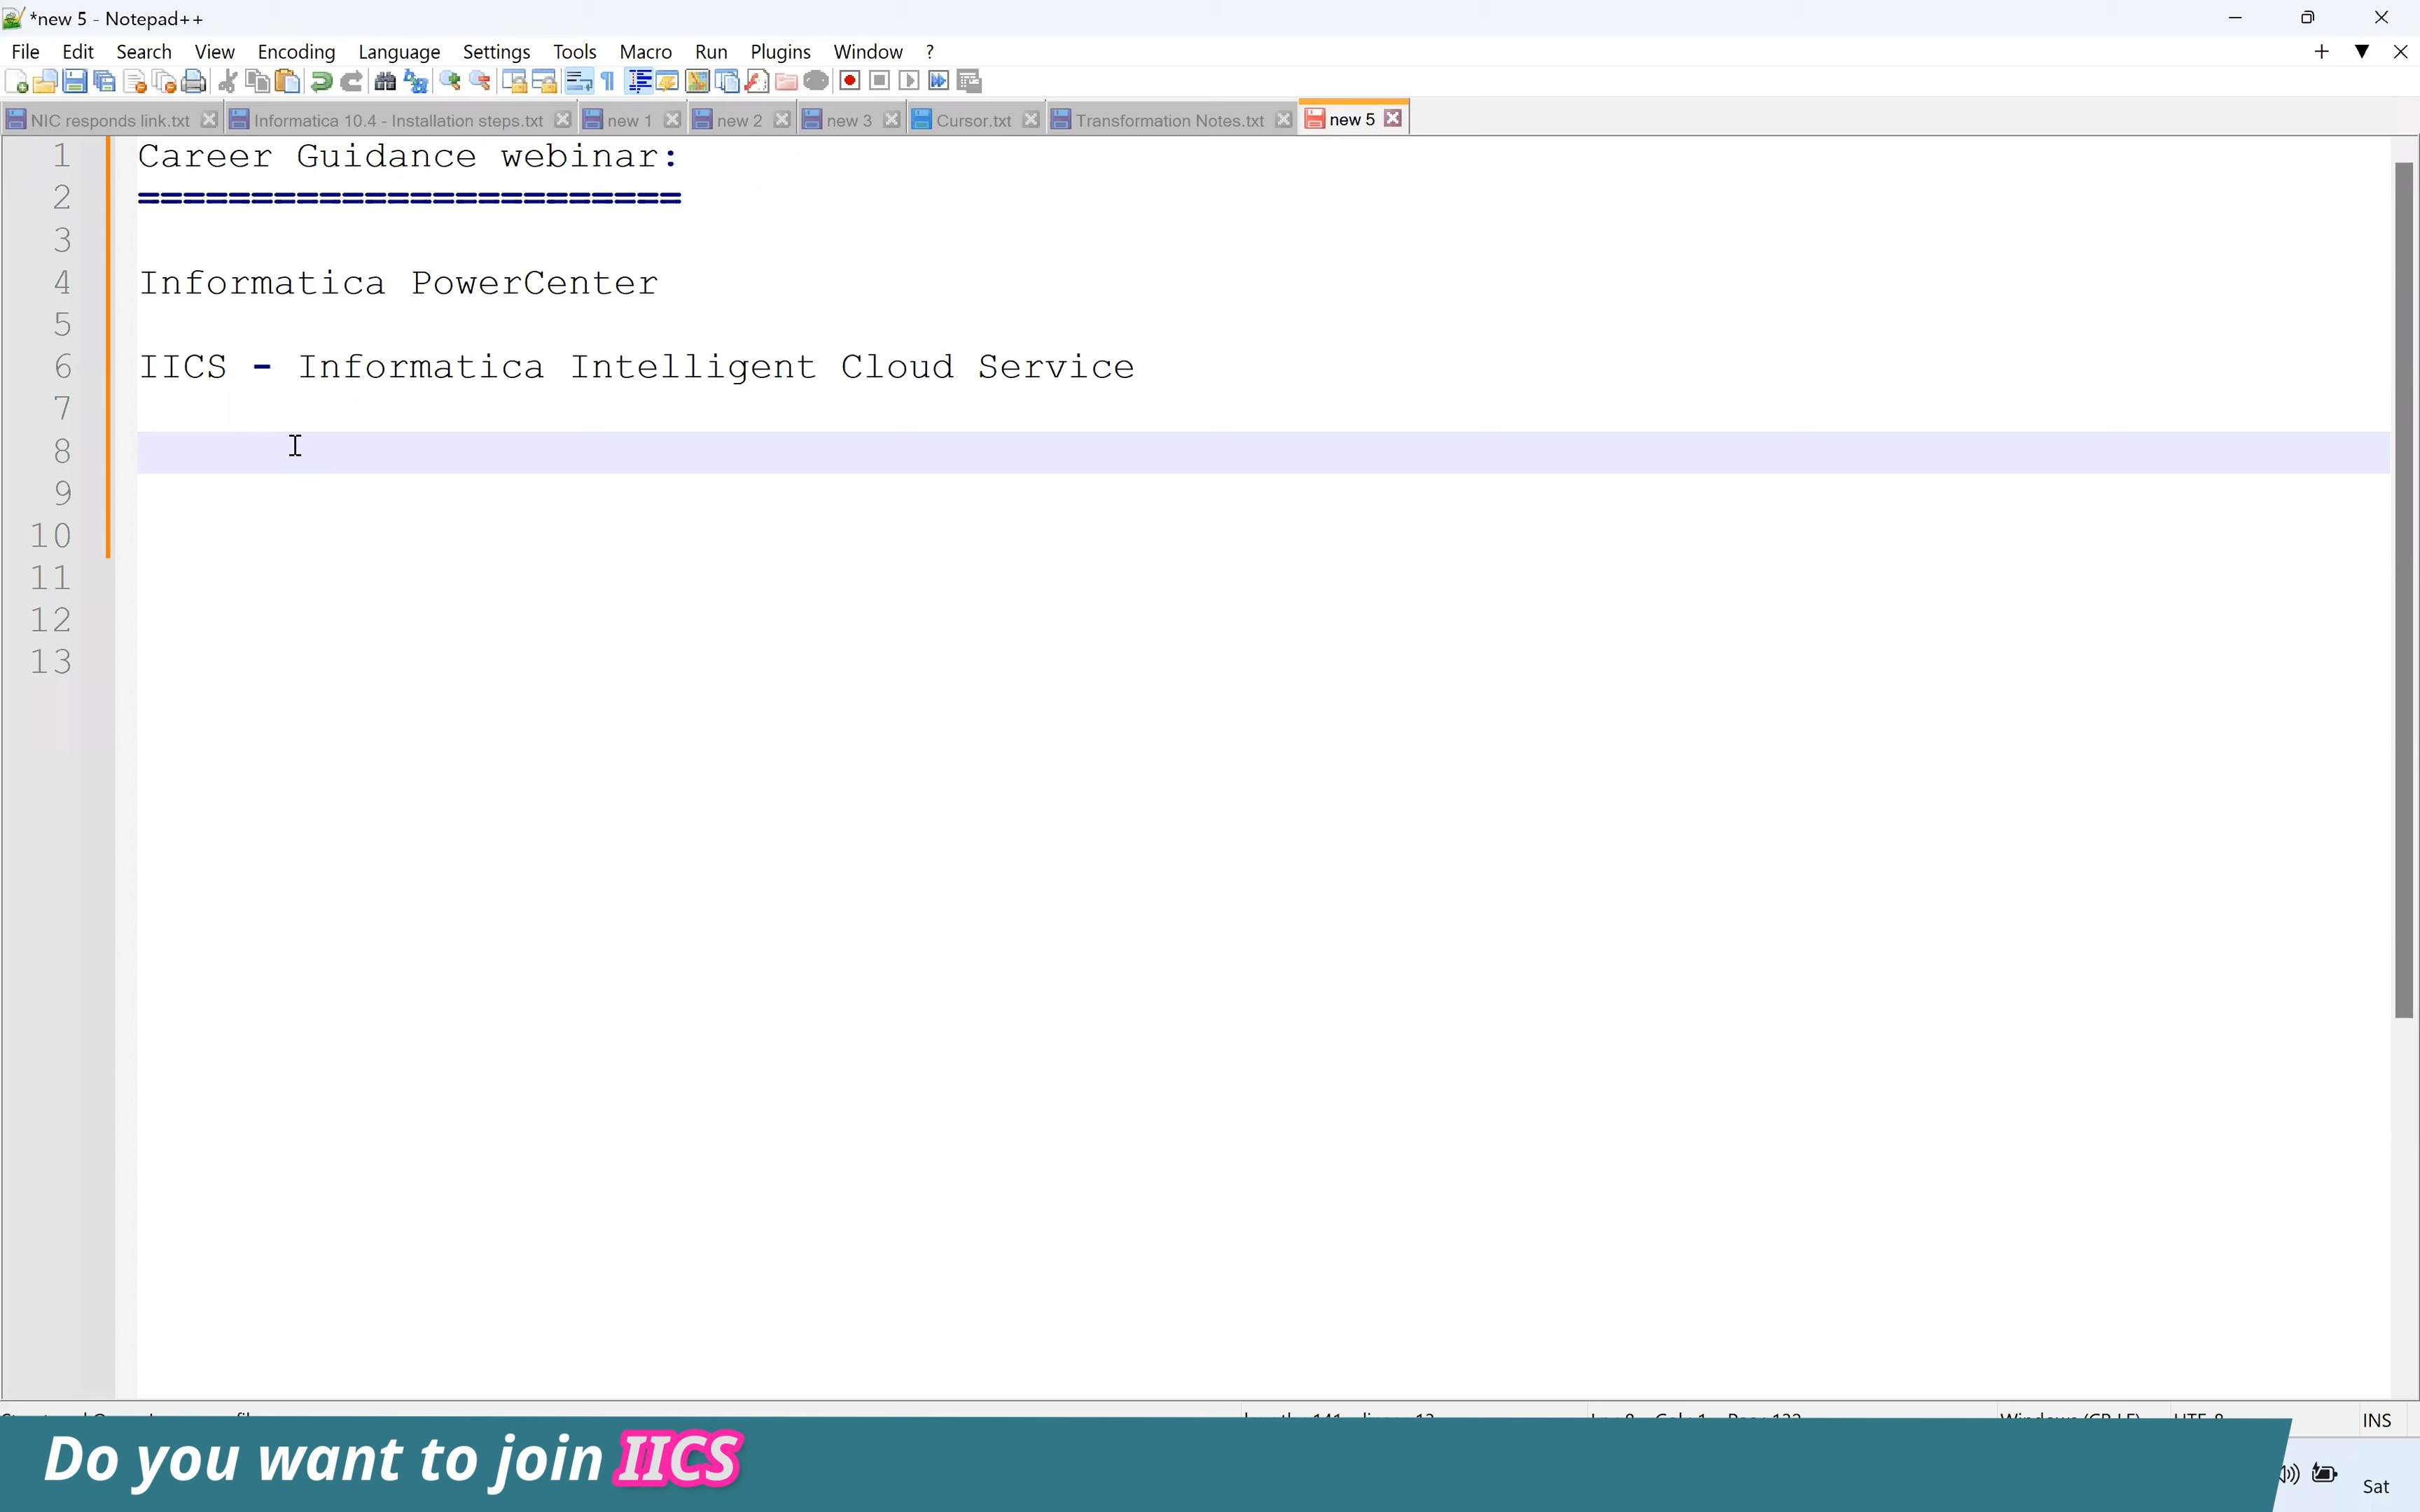 *new 5 - Notepad++
File Edit Search View Encoding Language Settings Tools Macro Run Plugins Window ?
NIC responds link.txt Informatica 10.4 - Installation steps.txt new 1 new 2 new 3 Cursor.txt Transformation Notes.txt new 5
1 Career Guidance webinar:
2 ========================
3
4 Informatica PowerCenter
5
6 IICS - Informatica Intelligent Cloud Service
7
8
9
10
11
12
13
INS
Do you want to join IICS
Sat